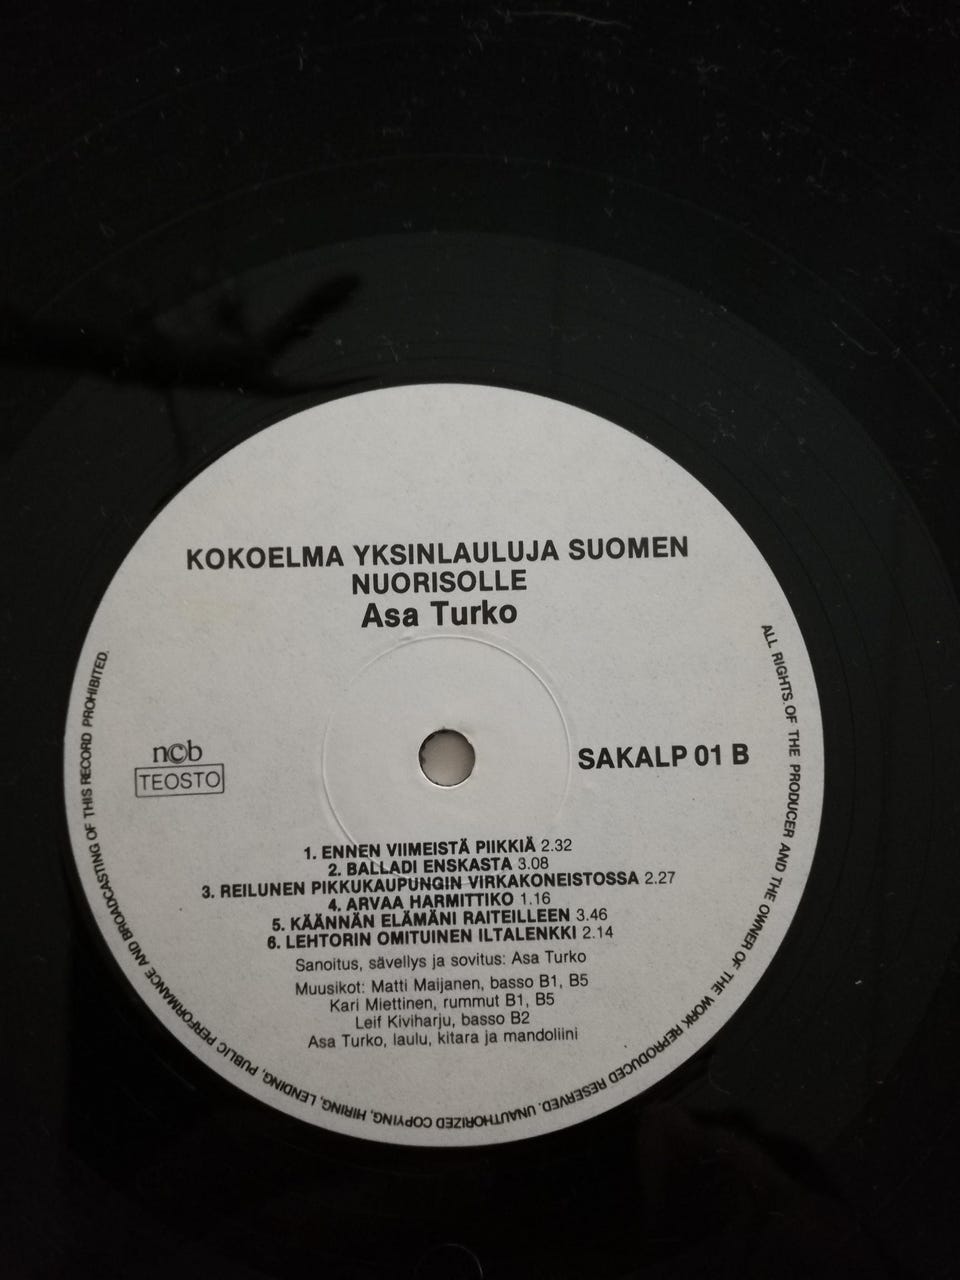 KOKOELMA YKSINLAULUJA SUOMEN
NUORISOLLE
Asa Turko
ncb
TEOSTO
SAKALP 01 B
1. ENNEN VIIMEISTÄ PIIKKIÄ 2.32
2. BALLADI ENSKASTA 3.08
3. REILUNEN PIKKUKAUPUNGIN VIRKAKONEISTOSSA 2.27
4. ARVAA HARMITTIKO 1.16
5. KÄÄNNÄN ELÄMÄNI RAITEILLEEN 3.46
6. LEHTORIN OMITUINEN ILTALENKKI 2.14
Sanoitus, sävellys ja sovitus: Asa Turko
Muusikot: Matti Maijanen, basso B1, B5
Kari Miettinen, rummut B1, B5
Leif Kiviharju, basso B2
Asa Turko, laulu, kitara ja mandoliini
ALL RIGHTS OF THE PRODUCER AND THE OWNER OF THE WORK REPRODUCED RESERVED. UNAUTHORIZED COPYING, HIRING, LENDING, PUBLIC PERFORMANCE AND BROADCASTING OF THIS RECORD PROHIBITED.